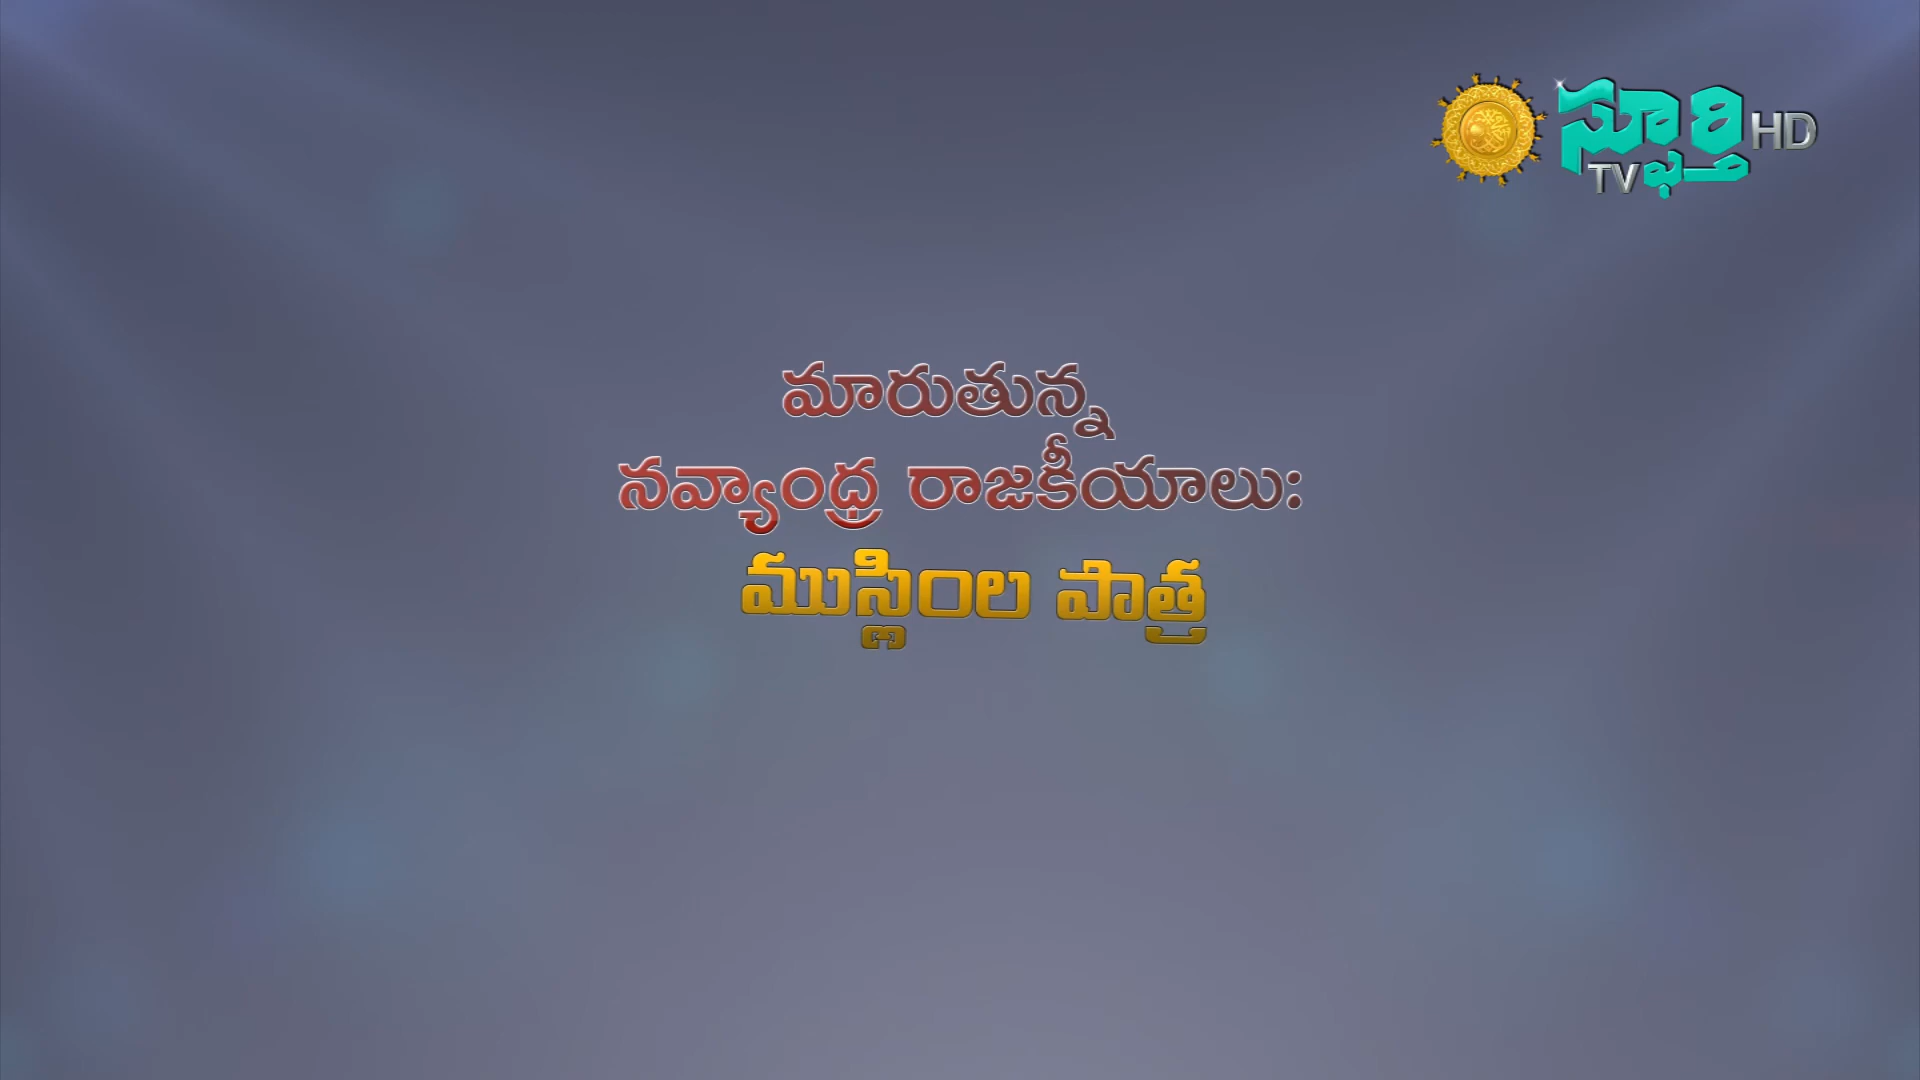 స్ఫూర్తి HD
TV
మారుతున్న
నవ్యాంధ్ర రాజకీయాలు:
ముస్లింల పాత్ర